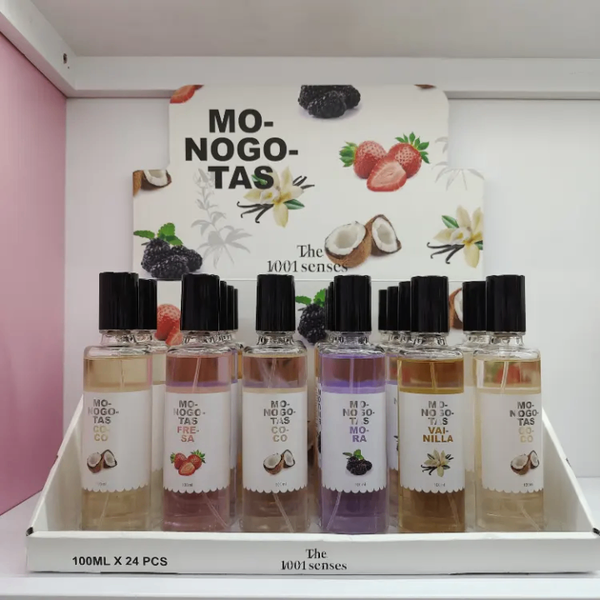 MO-
NOGO-
TAS
The
1001 senses
MO-
NOGO-
TAS
CO-
CO
MO-
NOGO-
TAS
FRE-
SA
MO-
NOGO-
TAS
CO-
CO
MO-
NOGO-
TAS
MO-
RA
MO-
NOGO-
TAS
VAI-
NILLA
MO-
NOGO-
TAS
CO-
CO
100ML X 24 PCS
The
1001 senses